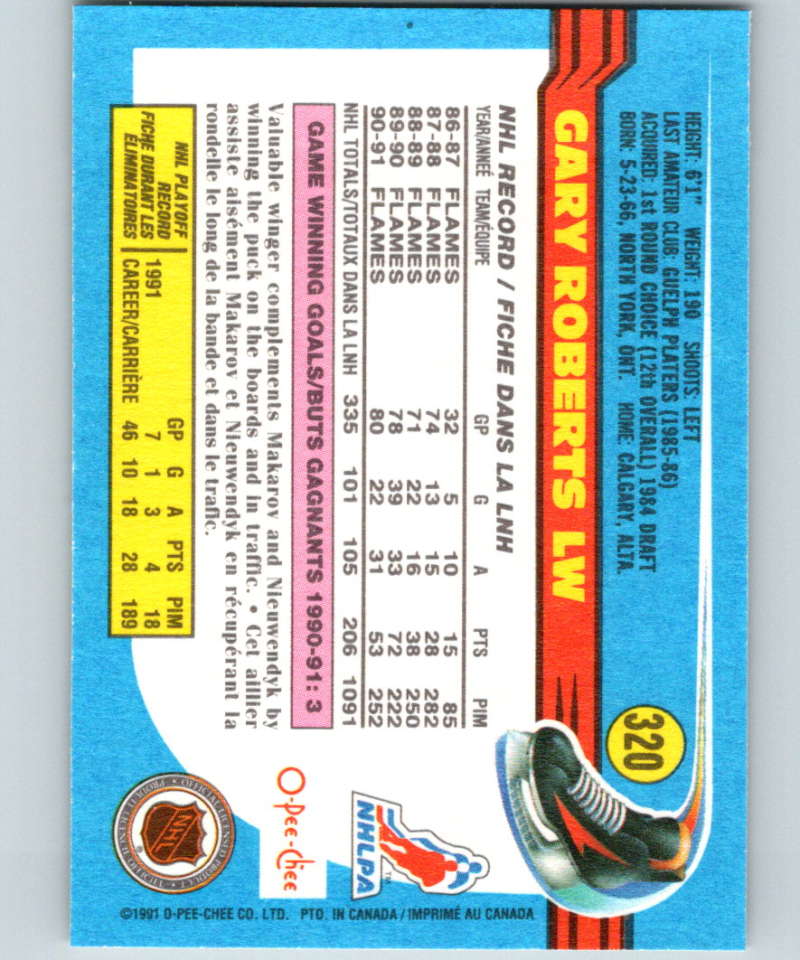 320
HEIGHT: 6'1" WEIGHT: 190 SHOOTS: LEFT
LAST AMATEUR CLUB: GUELPH PLATERS (1985-86)
ACQUIRED: 1st ROUND CHOICE (12th OVERALL) 1984 DRAFT
BORN: 5-23-66, NORTH YORK, ONT. HOME: CALGARY, ALTA.
GARY ROBERTS LW
NHL RECORD / FICHE DANS LA LNH
YEAR/ANNÉE TEAM/ÉQUIPE GP G A PTS PIM
86-87 FLAMES 32 5 10 15 85
87-88 FLAMES 74 13 15 28 282
88-89 FLAMES 71 22 16 38 250
89-90 FLAMES 78 39 33 72 222
90-91 FLAMES 80 22 31 53 252
NHL TOTALS/TOTAUX DANS LA LNH 335 101 105 206 1091
GAME WINNING GOALS/BUTS GAGNANTS 1990-91: 3
Valuable winger complements Makarov and Nieuwendyk by
winning the puck on the boards and in traffic. • Cet ailier
assiste aisément Makarov et Nieuwendyk en récupérant la
rondelle le long de la bande et dans le trafic.
NHL PLAYOFF
RECORD
FICHE DURANT LES
ÉLIMINATOIRES
GP G A PTS PIM
1991 7 1 3 4 18
CAREER/CARRIÈRE 46 10 18 28 189
NHLPA
TM
O-Pee-Chee
NHL
• OFFICIAL LICENSED PRODUCT •
©1991 O-PEE-CHEE CO. LTD. PTD. IN CANADA / IMPRIMÉ AU CANADA